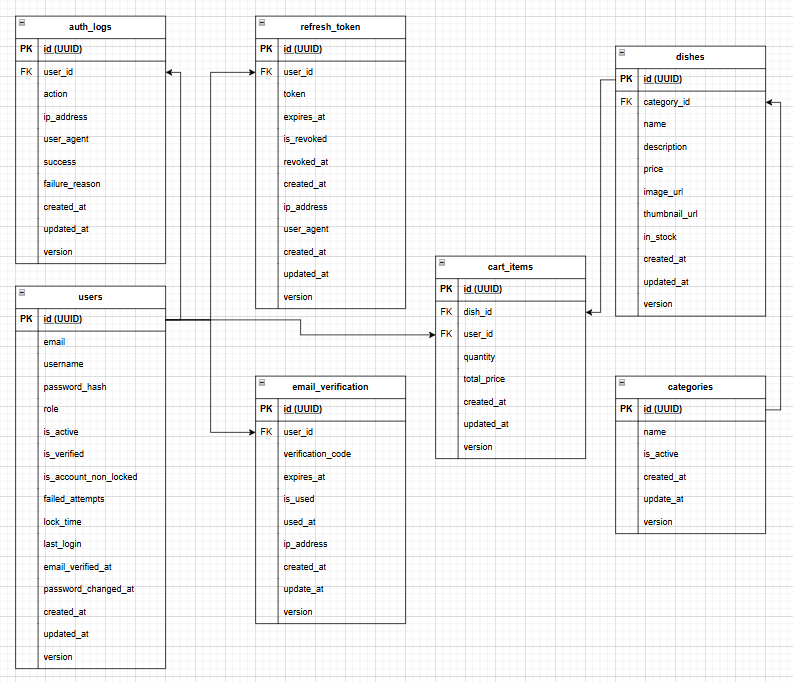 auth_logs
PK id (UUID)
FK user_id
action
ip_address
user_agent
success
failure_reason
created_at
updated_at
version
users
PK id (UUID)
email
username
password_hash
role
is_active
is_verified
is_account_non_locked
failed_attempts
lock_time
last_login
email_verified_at
password_changed_at
created_at
updated_at
version
refresh_token
PK id (UUID)
FK user_id
token
expires_at
is_revoked
revoked_at
created_at
ip_address
user_agent
created_at
updated_at
version
email_verification
PK id (UUID)
FK user_id
verification_code
expires_at
is_used
used_at
ip_address
created_at
update_at
version
cart_items
PK id (UUID)
FK dish_id
FK user_id
quantity
total_price
created_at
updated_at
version
dishes
PK id (UUID)
FK category_id
name
description
price
image_url
thumbnail_url
in_stock
created_at
updated_at
version
categories
PK id (UUID)
name
is_active
created_at
update_at
version